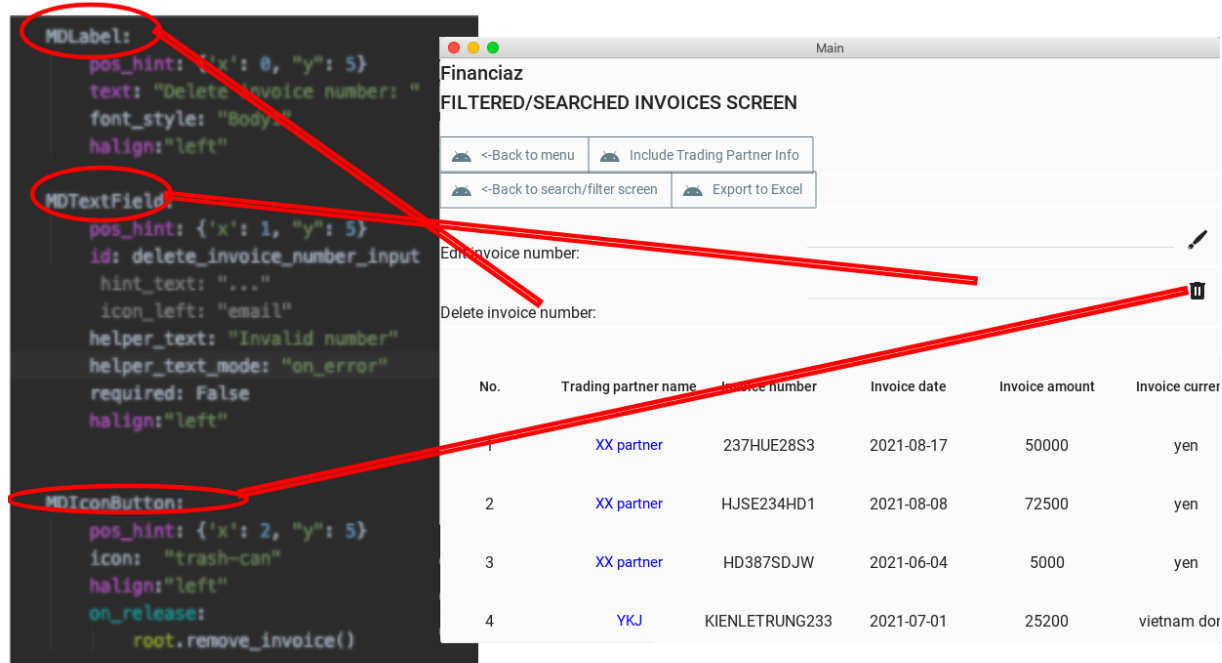 MDLabel:
pos_hint: {'x': 0, "y": 5}
text: "Delete invoice number: "
font_style: "Body1"
halign:"left"
MDTextField:
pos_hint: {'x': 1, "y": 5}
id: delete_invoice_number_input
hint_text: "..."
icon_left: "email"
helper_text: "Invalid number"
helper_text_mode: "on_error"
required: False
halign:"left"
MDIconButton:
pos_hint: {'x': 2, "y": 5}
icon: "trash-can"
halign:"left"
on_release:
root.remove_invoice()
Main
Financiaz
FILTERED/SEARCHED INVOICES SCREEN
<-Back to menu Include Trading Partner Info
<-Back to search/filter screen Export to Excel
Edit invoice number:
Delete invoice number:
No. Trading partner name Invoice number Invoice date Invoice amount Invoice curren
1 XX partner 237HUE28S3 2021-08-17 50000 yen
2 XX partner HJSE234HD1 2021-08-08 72500 yen
3 XX partner HD387SDJW 2021-06-04 5000 yen
4 YKJ KIENLETRUNG233 2021-07-01 25200 vietnam don